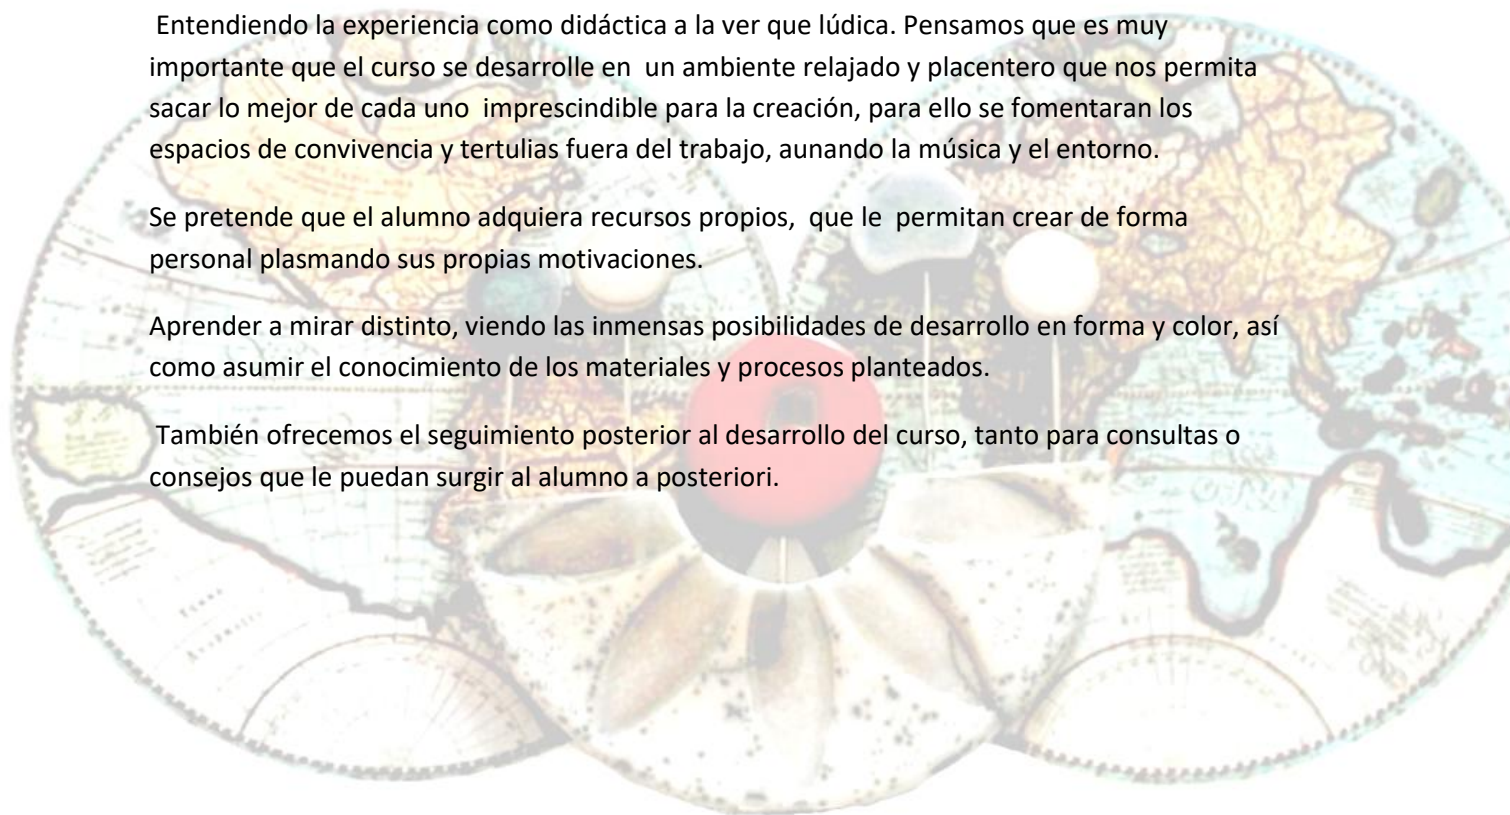 Entendiendo la experiencia como didáctica a la ver que lúdica. Pensamos que es muy
importante que el curso se desarrolle en un ambiente relajado y placentero que nos permita
sacar lo mejor de cada uno imprescindible para la creación, para ello se fomentaran los
espacios de convivencia y tertulias fuera del trabajo, aunando la música y el entorno.
Se pretende que el alumno adquiera recursos propios, que le permitan crear de forma
personal plasmando sus propias motivaciones.
Aprender a mirar distinto, viendo las inmensas posibilidades de desarrollo en forma y color, así
como asumir el conocimiento de los materiales y procesos planteados.
También ofrecemos el seguimiento posterior al desarrollo del curso, tanto para consultas o
consejos que le puedan surgir al alumno a posteriori.